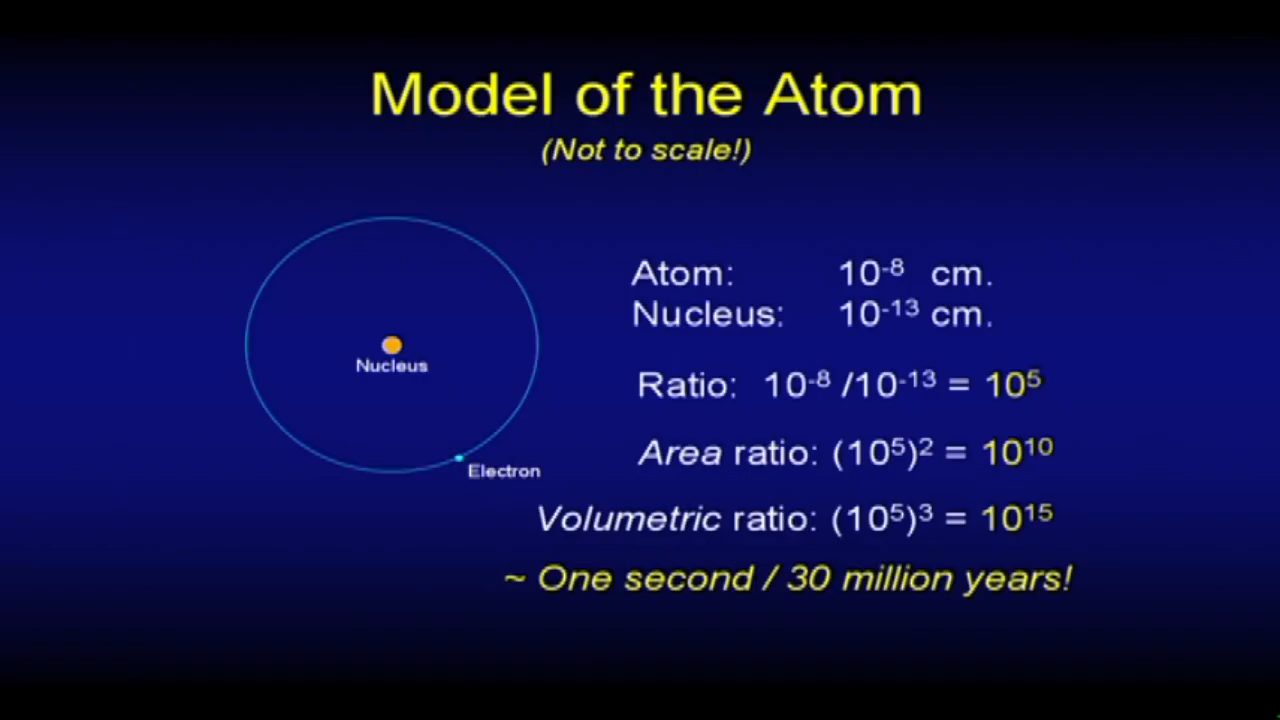 Model of the Atom
(Not to scale!)
Atom: 10⁻⁸ cm.
Nucleus: 10⁻¹³ cm.
Nucleus
Ratio: 10⁻⁸ /10⁻¹³ = 10⁵
Area ratio: (10⁵)² = 10¹⁰
Electron
Volumetric ratio: (10⁵)³ = 10¹⁵
~ One second / 30 million years!